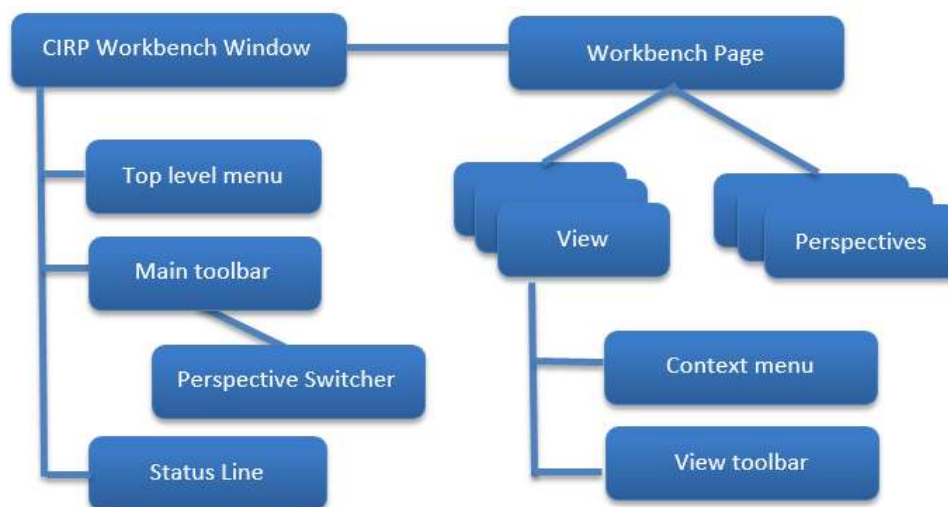 CIRP Workbench Window
Workbench Page
Top level menu
Main toolbar
Perspective Switcher
Status Line
View
Perspectives
Context menu
View toolbar